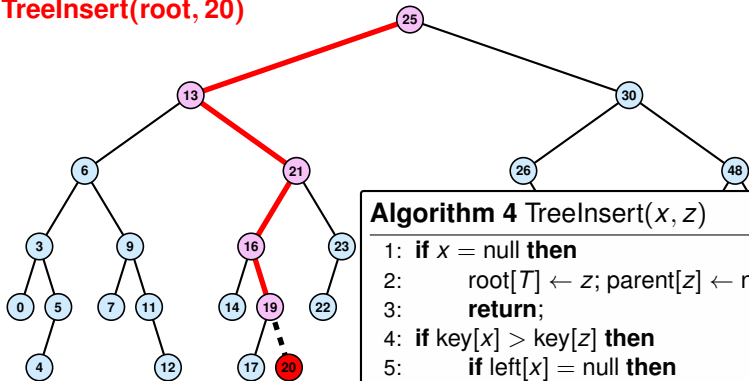 TreeInsert(root, 20)
25
13 30
6 21 26 48
3 9 16 23
0 5 7 11 14 19 22
4 12 17 20
Algorithm 4 TreeInsert(x, z)
1: if x = null then
2: root[T] ← z; parent[z] ←
3: return;
4: if key[x] > key[z] then
5: if left[x] = null then